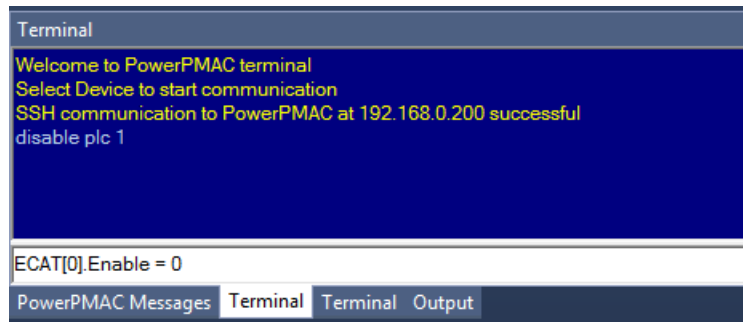 Terminal
Welcome to PowerPMAC terminal
Select Device to start communication
SSH communication to PowerPMAC at 192.168.0.200 successful
disable plc 1
ECAT[0].Enable = 0
PowerPMAC Messages Terminal Terminal Output